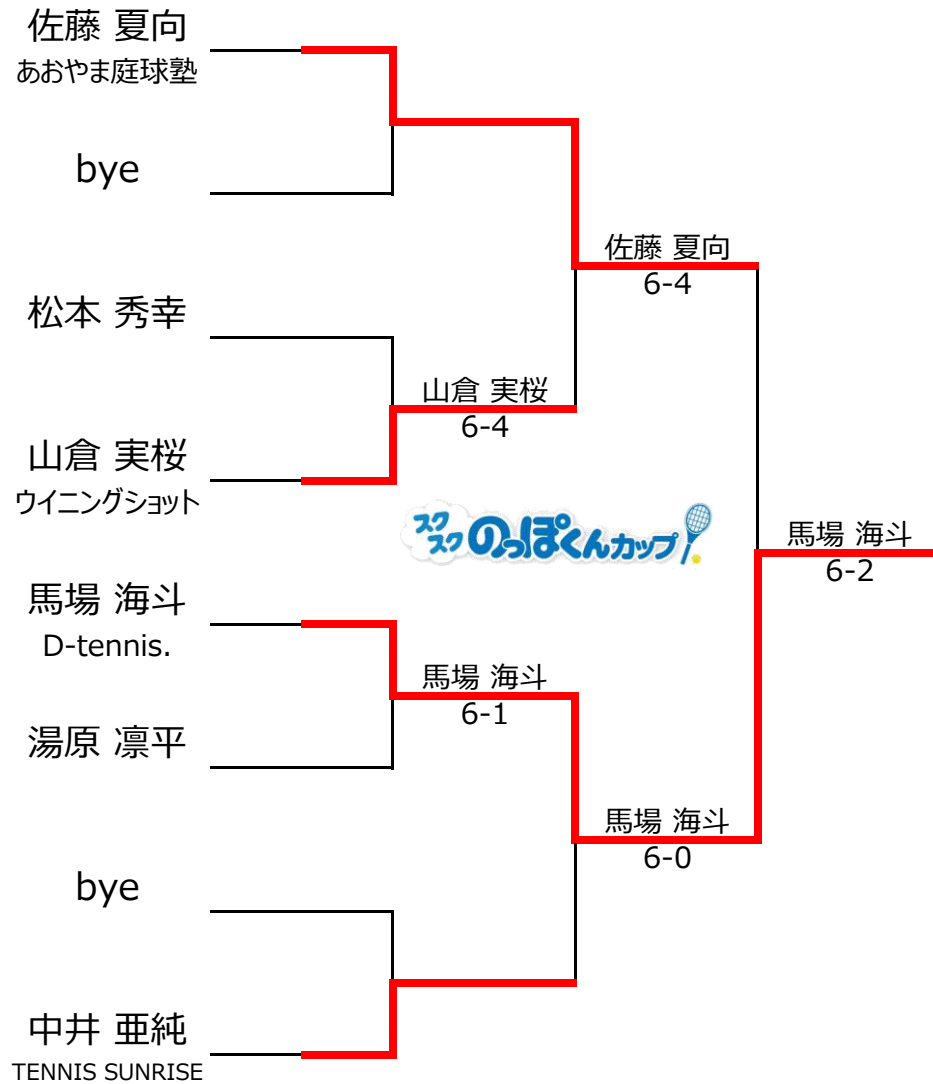 佐藤 夏向
あおやま庭球塾
bye
佐藤 夏向
6-4
松本 秀幸
山倉 実桜
6-4
山倉 実桜
ウイニングショット
スクスク のっぽくんカップ
馬場 海斗
6-2
馬場 海斗
D-tennis.
馬場 海斗
6-1
湯原 凛平
馬場 海斗
6-0
bye
中井 亜純
TENNIS SUNRISE